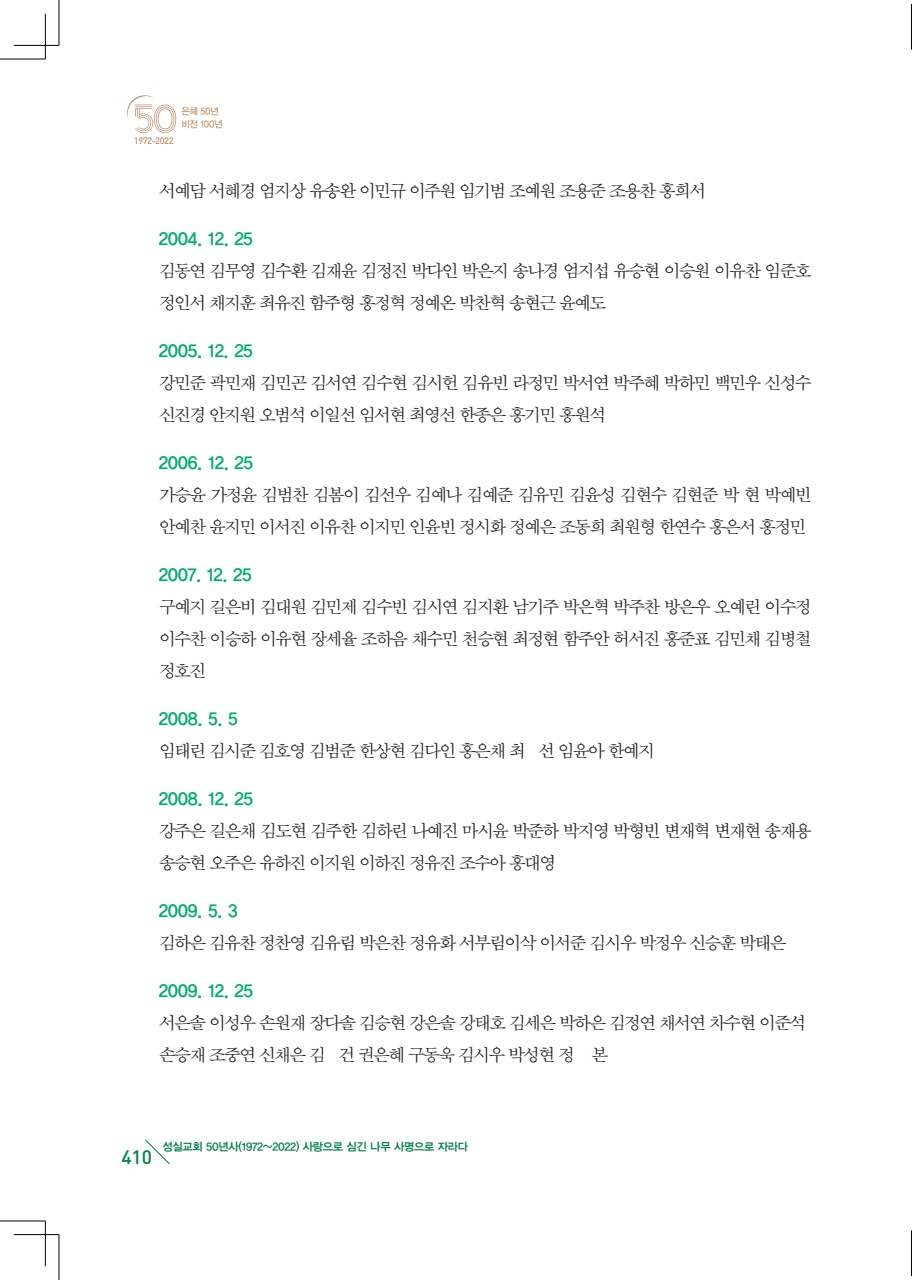 50 은혜 50년
비전 100년
1972-2022
서예담 서혜경 엄지상 유송완 이민규 이주원 임기범 조예원 조용준 조용찬 홍희서
2004. 12. 25
김동연 김무영 김수환 김재윤 김정진 박다인 박은지 송나경 엄지섭 유승현 이승원 이유찬 임준호
정인서 채지훈 최유진 함주형 홍정혁 정예온 박찬혁 송현근 윤예도
2005. 12. 25
강민준 곽민재 김민곤 김서연 김수현 김시헌 김유빈 라정민 박서연 박주혜 박하민 백민우 신성수
신진경 안지원 오범석 이일선 임서현 최영선 한종은 홍기민 홍원석
2006. 12. 25
가승윤 가정윤 김범찬 김봄이 김선우 김예나 김예준 김유민 김윤성 김현수 김현준 박 현 박예빈
안예찬 윤지민 이서진 이유찬 이지민 인윤빈 정시화 정예은 조동희 최원형 한연수 홍은서 홍정민
2007. 12. 25
구예지 길은비 김대원 김민제 김수빈 김시연 김지환 남기주 박은혁 박주찬 방은우 오예린 이수정
이수찬 이승하 이유현 장세율 조하음 채수민 천승현 최정현 함주안 허서진 홍준표 김민채 김병철
정호진
2008. 5. 5
임태린 김시준 김호영 김범준 한상현 김다인 홍은채 최 선 임윤아 한예지
2008. 12. 25
강주은 길은채 김도현 김주한 김하린 나예진 마시윤 박준하 박지영 박형빈 변재혁 변재현 송재용
송승현 오주은 유하진 이지원 이하진 정유진 조수아 홍대영
2009. 5. 3
김하은 김유찬 정찬영 김유림 박은찬 정유화 서부림이삭 이서준 김시우 박정우 신승훈 박태은
2009. 12. 25
서은솔 이성우 손원재 장다솔 김승현 강은솔 강태호 김세은 박하은 김정연 채서연 차수현 이준석
손승재 조중연 신채은 김 건 권은혜 구동욱 김시우 박성현 정 본
410 성실교회 50년사(1972~2022) 사랑으로 심긴 나무 사명으로 자라다